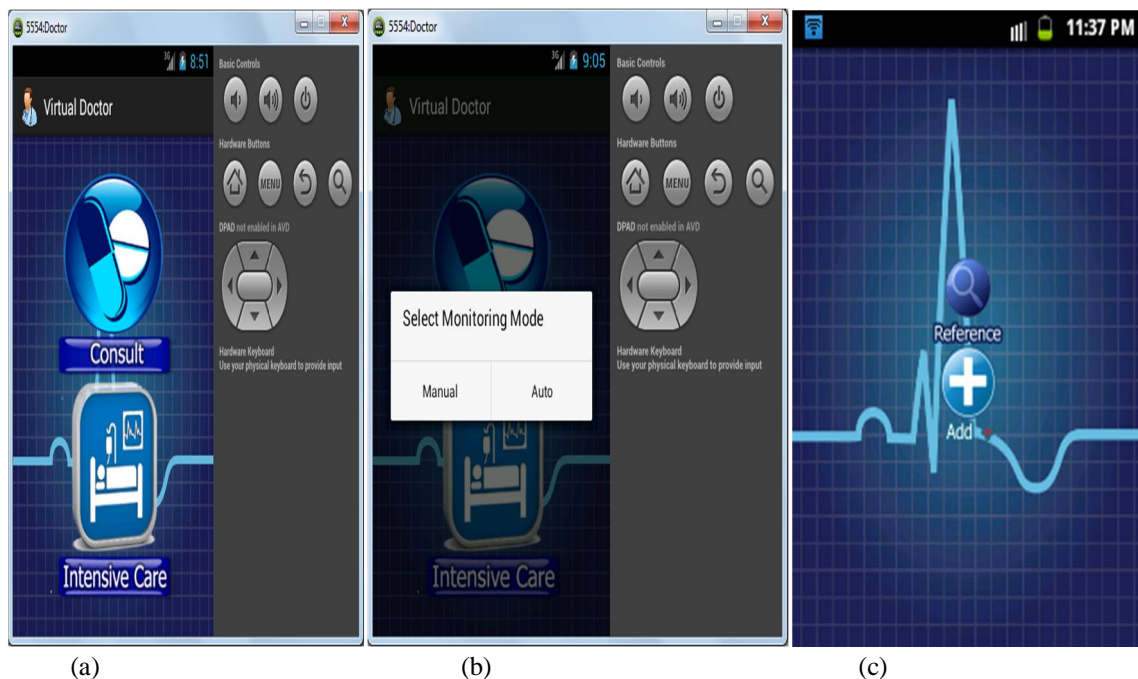 5554:Doctor
3G 8:51
Virtual Doctor
Consult
Intensive Care
Basic Controls
Hardware Buttons
MENU
DPAD not enabled in AVD
Hardware Keyboard
Use your physical keyboard to provide input
(a)
5554:Doctor
3G 9:05
Virtual Doctor
Select Monitoring Mode
Manual Auto
Intensive Care
Basic Controls
Hardware Buttons
MENU
DPAD not enabled in AVD
Hardware Keyboard
Use your physical keyboard to provide input
(b)
11:37 PM
Reference
Add
(c)